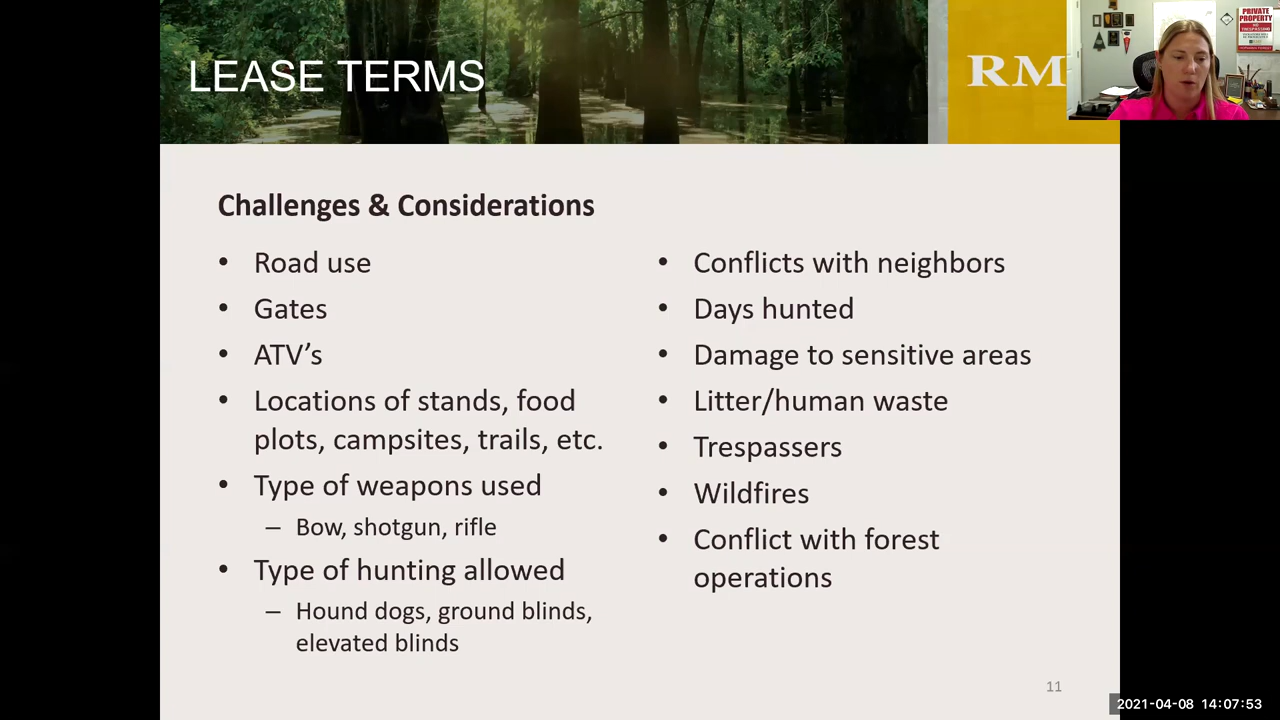 LEASE TERMS
RM
PRIVATE
PROPERTY
Challenges & Considerations
• Road use
• Gates
• ATV’s
• Locations of stands, food
plots, campsites, trails, etc.
• Type of weapons used
– Bow, shotgun, rifle
• Type of hunting allowed
– Hound dogs, ground blinds,
elevated blinds
• Conflicts with neighbors
• Days hunted
• Damage to sensitive areas
• Litter/human waste
• Trespassers
• Wildfires
• Conflict with forest
operations
11
2021-04-08 14:07:53